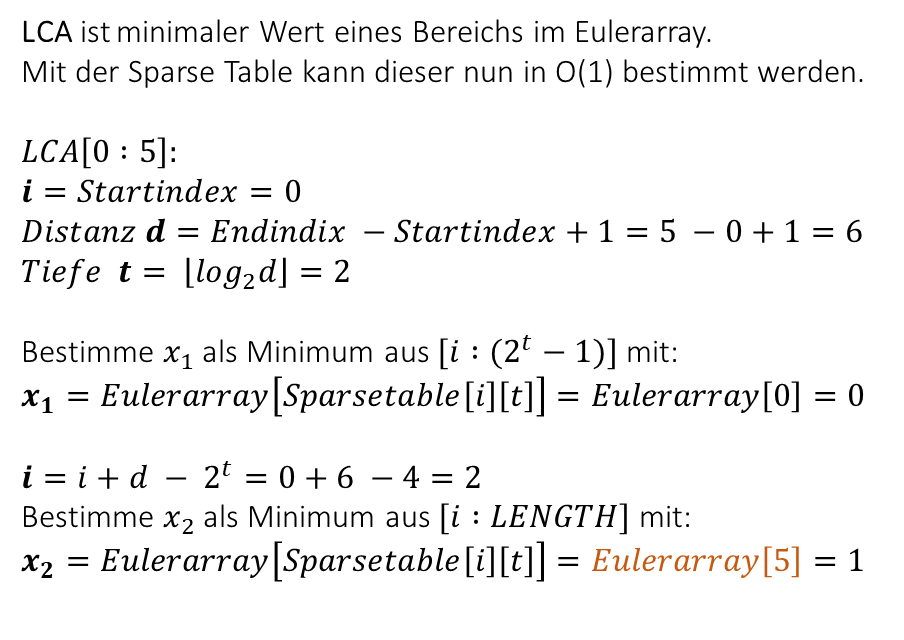 LCA ist minimaler Wert eines Bereichs im Eulerarray.
Mit der Sparse Table kann dieser nun in O(1) bestimmt werden.
LCA[0 : 5]:
i = Startindex = 0
Distanz d = Endindix − Startindex + 1 = 5 − 0 + 1 = 6
Tiefe t = ⌊log₂d⌋ = 2
Bestimme x₁ als Minimum aus [i : (2ᵗ − 1)] mit:
x₁ = Eulerarray[Sparsetable[i][t]] = Eulerarray[0] = 0
i = i + d − 2ᵗ = 0 + 6 − 4 = 2
Bestimme x₂ als Minimum aus [i : LENGTH] mit:
x₂ = Eulerarray[Sparsetable[i][t]] = Eulerarray[5] = 1